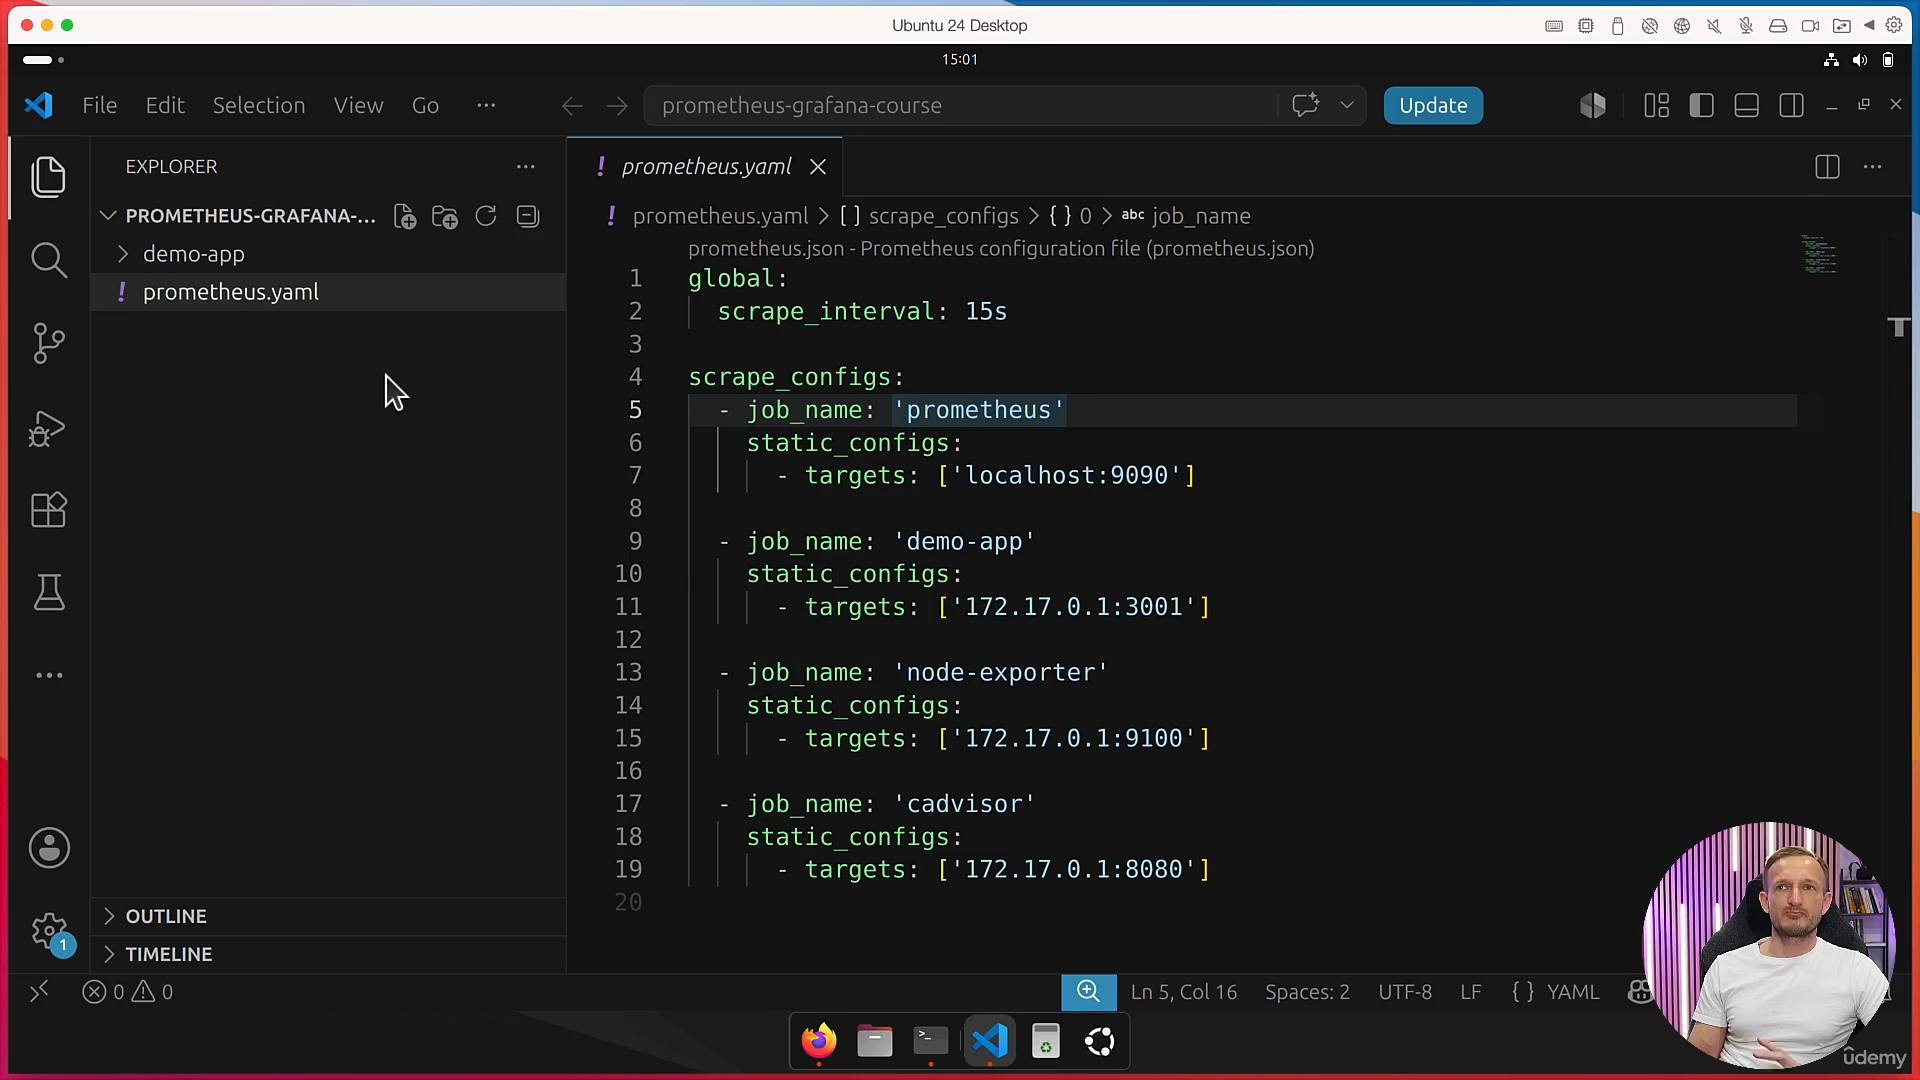 Ubuntu 24 Desktop
15:01
File Edit Selection View Go ···
prometheus-grafana-course
Update
EXPLORER
PROMETHEUS-GRAFANA-...
demo-app
! prometheus.yaml
OUTLINE
TIMELINE
! prometheus.yaml
! prometheus.yaml > [ ] scrape_configs > { } 0 > abc job_name
prometheus.json - Prometheus configuration file (prometheus.json)
1 global:
2   scrape_interval: 15s
3
4 scrape_configs:
5   - job_name: 'prometheus'
6     static_configs:
7       - targets: ['localhost:9090']
8
9   - job_name: 'demo-app'
10     static_configs:
11       - targets: ['172.17.0.1:3001']
12
13   - job_name: 'node-exporter'
14     static_configs:
15       - targets: ['172.17.0.1:9100']
16
17   - job_name: 'cadvisor'
18     static_configs:
19       - targets: ['172.17.0.1:8080']
20
1
0 0
Ln 5, Col 16 Spaces: 2 UTF-8 LF { } YAML
udemy